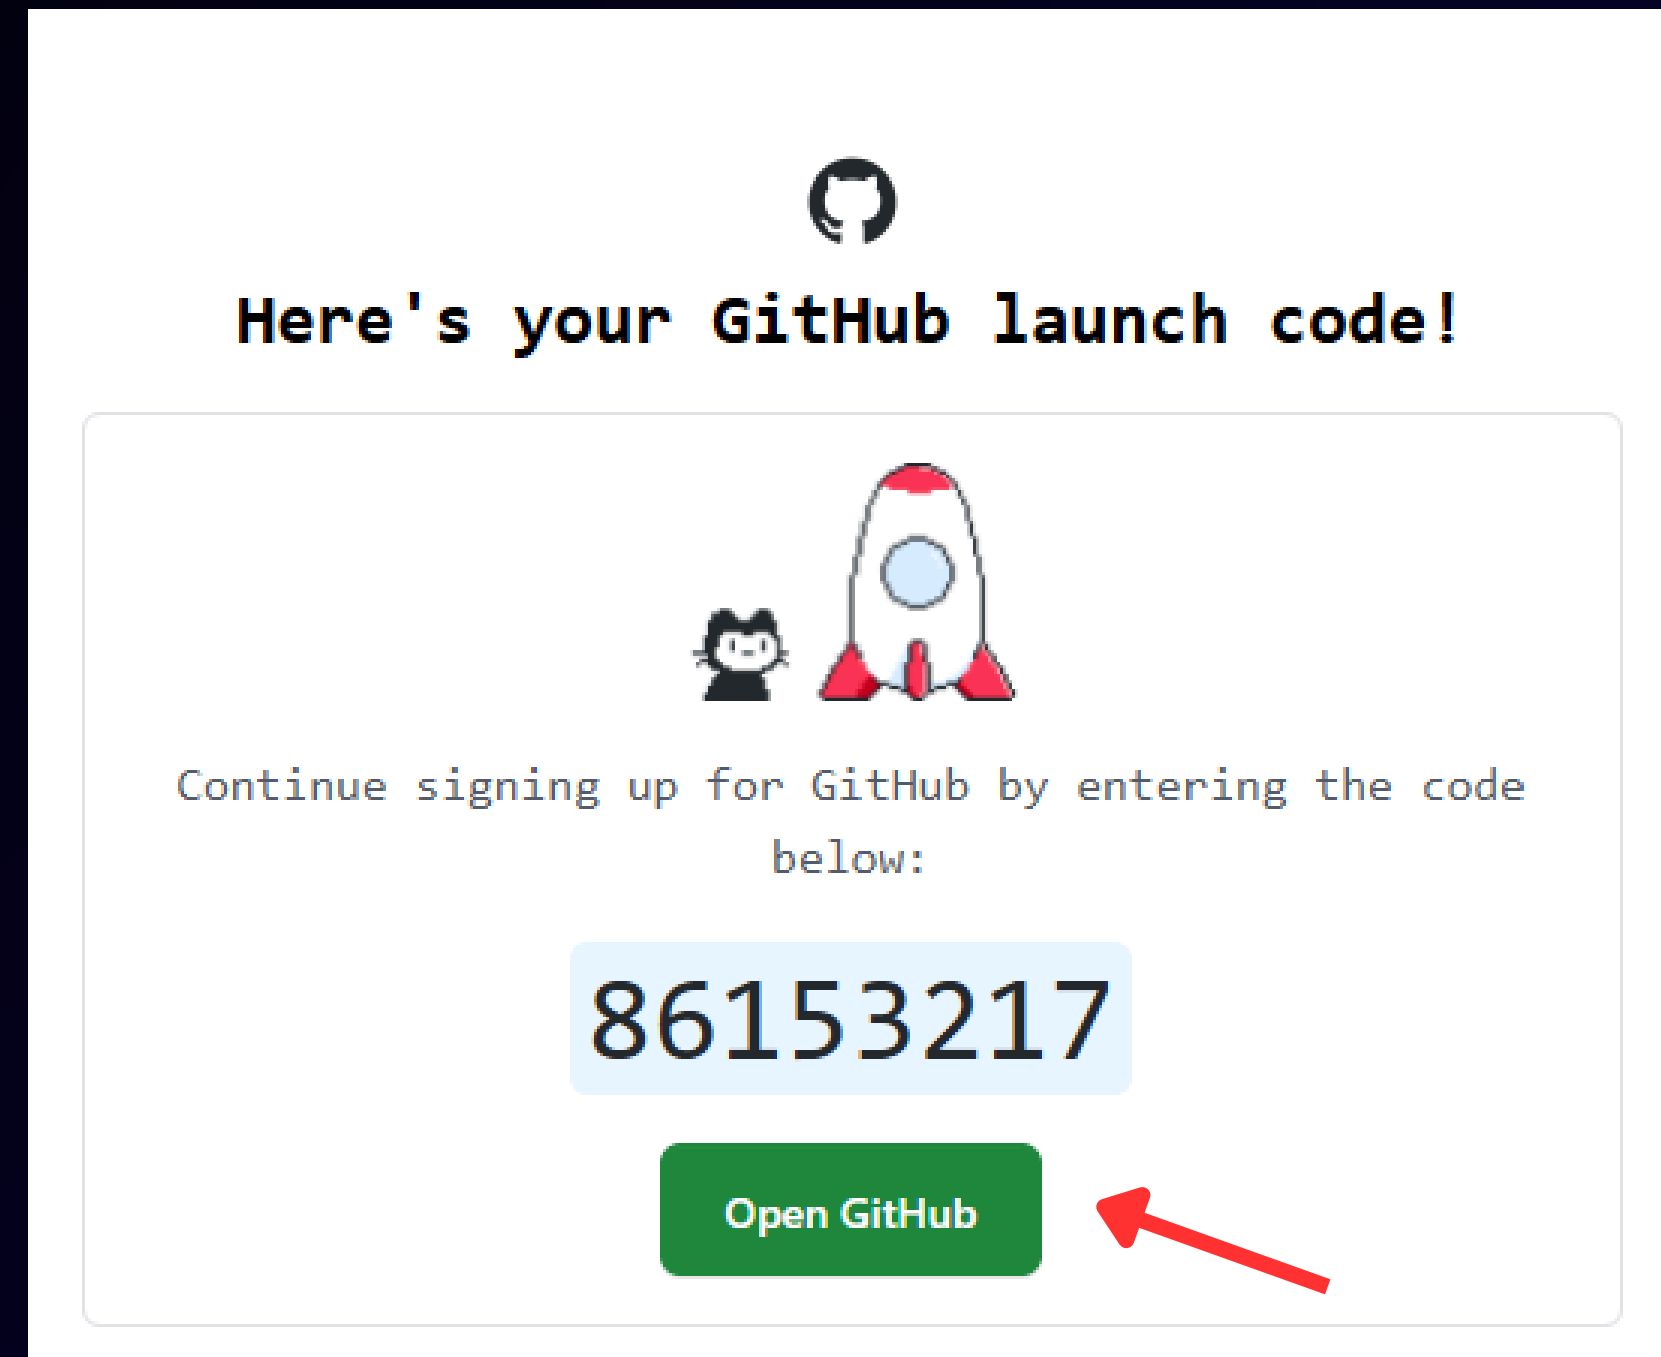 Here's your GitHub launch code!
Continue signing up for GitHub by entering the code
below:
86153217
Open GitHub